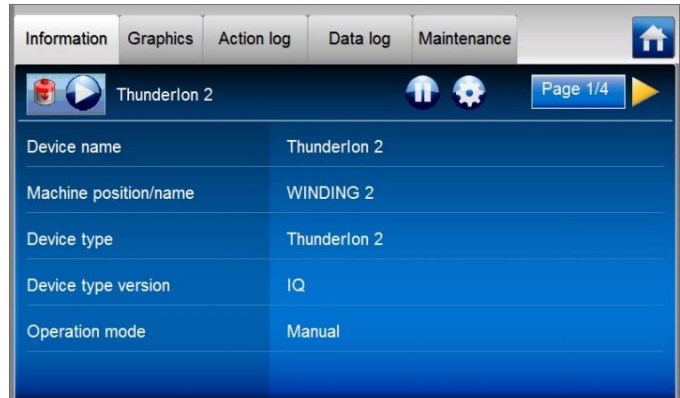 Information Graphics Action log Data log Maintenance
ThunderIon 2 Page 1/4
Device name ThunderIon 2
Machine position/name WINDING 2
Device type ThunderIon 2
Device type version IQ
Operation mode Manual